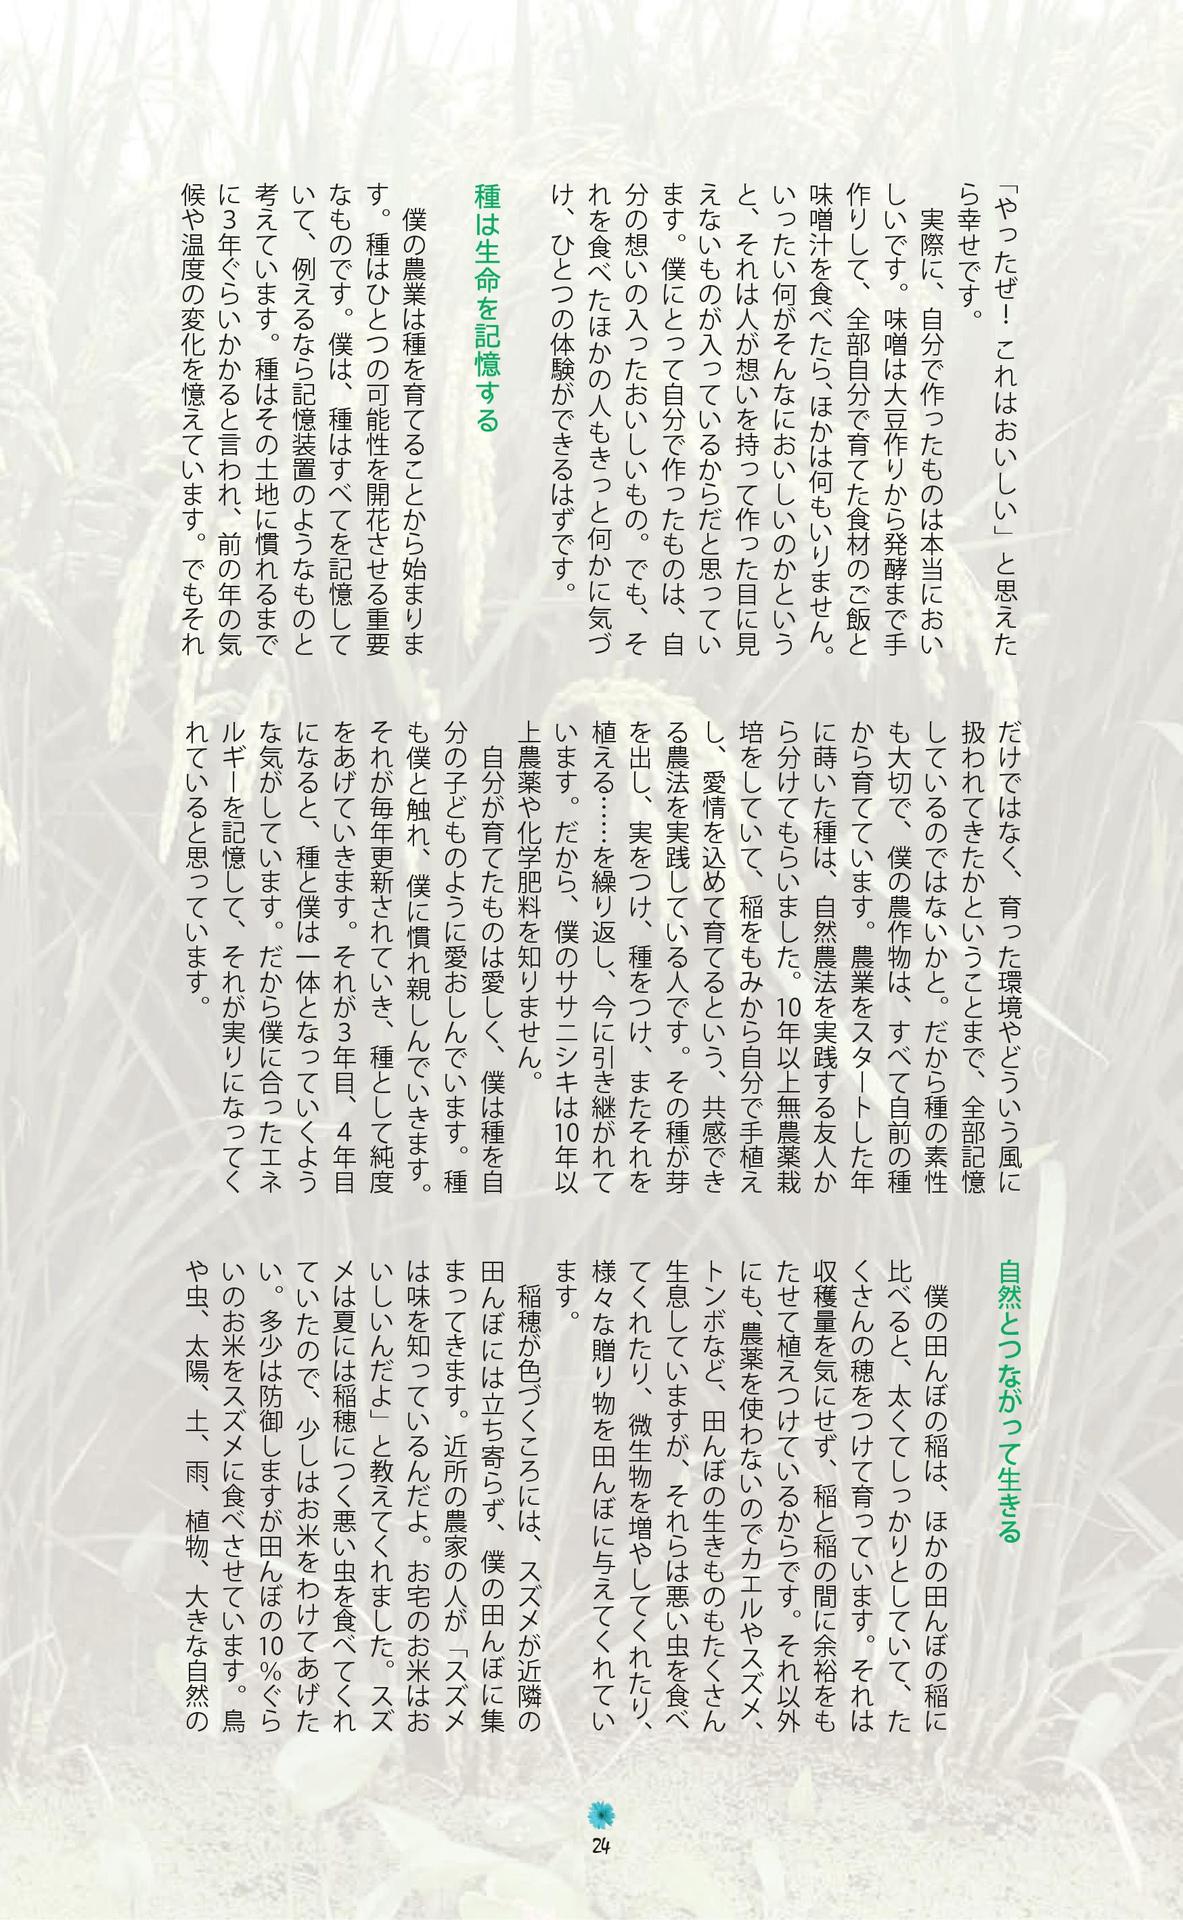 「やったぜ！ これはおいしい」と思えた
ら幸せです。
　実際に、自分で作ったものは本当においしいです。味噌は大豆作りから発酵まで手
作りして、全部自分で育てた食材のご飯と
味噌汁を食べたら、ほかは何もいりません。
いったい何がそんなにおいしいのかという
と、それは人が想いを持って作った目に見
えないものが入っているからだと思ってい
ます。僕にとって自分で作ったものは、自
分の想いの入ったおいしいもの。でも、そ
れを食べたほかの人もきっと何かに気づ
け、ひとつの体験ができるはずです。
種は生命を記憶する
　僕の農業は種を育てることから始まりま
す。種はひとつの可能性を開花させる重要
なものです。僕は、種はすべてを記憶して
いて、例えるなら記憶装置のようなものと
考えています。種はその土地に慣れるまで
に３年ぐらいかかると言われ、前の年の気
候や温度の変化を憶えています。でもそれ
だけではなく、育った環境やどういう風に
扱われてきたかということまで、全部記憶
しているのではないかと。だから種の素性
も大切で、僕の農作物は、すべて自前の種
から育てています。農業をスタートした年
に蒔いた種は、自然農法を実践する友人か
ら分けてもらいました。10年以上無農薬栽
培をしていて、稲をもみから自分で手植え
し、愛情を込めて育てるという、共感でき
る農法を実践している人です。その種が芽
を出し、実をつけ、種をつけ、またそれを
植える……を繰り返し、今に引き継がれて
います。だから、僕のササニシキは10年以
上農薬や化学肥料を知りません。
　自分が育てたものは愛しく、僕は種を自
分の子どものように愛おしんでいます。種
も僕と触れ、僕に慣れ親しんでいきます。
それが毎年更新されていき、種として純度
をあげていきます。それが３年目、４年目
になると、種と僕は一体となっていくよう
な気がしています。だから僕に合ったエネ
ルギーを記憶して、それが実りになってく
れていると思っています。
自然とつながって生きる
　僕の田んぼの稲は、ほかの田んぼの稲に
比べると、太くてしっかりとしていて、た
くさんの穂をつけて育っています。それは
収穫量を気にせず、稲と稲の間に余裕をも
たせて植えつけているからです。それ以外
にも、農薬を使わないのでカエルやスズメ、
トンボなど、田んぼの生きものもたくさん
生息していますが、それらは悪い虫を食べ
てくれたり、微生物を増やしてくれたり、
様々な贈り物を田んぼに与えてくれてい
ます。
　稲穂が色づくころには、スズメが近隣の
田んぼには立ち寄らず、僕の田んぼに集
まってきます。近所の農家の人が「スズメ
は味を知っているんだよ。お宅のお米はお
いしいんだよ」と教えてくれました。スズ
メは夏には稲穂につく悪い虫を食べてくれ
ていたので、少しはお米をわけてあげた
い。多少は防御しますが田んぼの10％ぐら
いのお米をスズメに食べさせています。鳥
や虫、太陽、土、雨、植物、大きな自然の
24